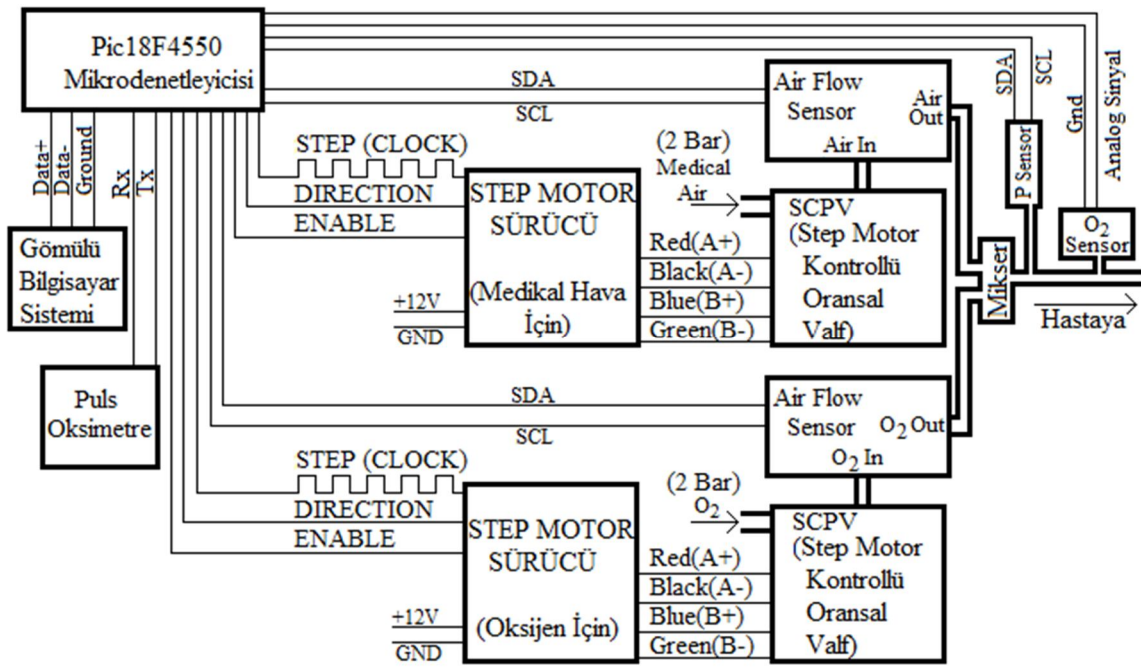 Pic18F4550
Mikrodenetleyicisi
SDA
SCL
SDA
SCL
Gnd
Analog Sinyal
Data+
Data-
Ground
Rx
Tx
Gömülü
Bilgisayar
Sistemi
Puls
Oksimetre
STEP (CLOCK)
DIRECTION
ENABLE
+12V
GND
STEP MOTOR
SÜRÜCÜ
(Medikal Hava
İçin)
Red(A+)
Black(A-)
Blue(B+)
Green(B-)
(2 Bar)
Medical
Air
Air Flow
Sensor
Air
Out
Air In
SCPV
(Step Motor
Kontrollü
Oransal
Valf)
P Sensor
O2
Sensor
Mikser
Hastaya
SDA
SCL
STEP (CLOCK)
DIRECTION
ENABLE
+12V
GND
STEP MOTOR
SÜRÜCÜ
(Oksijen İçin)
Red(A+)
Black(A-)
Blue(B+)
Green(B-)
(2 Bar)
O2
Air Flow
Sensor
O2 Out
O2 In
SCPV
(Step Motor
Kontrollü
Oransal
Valf)